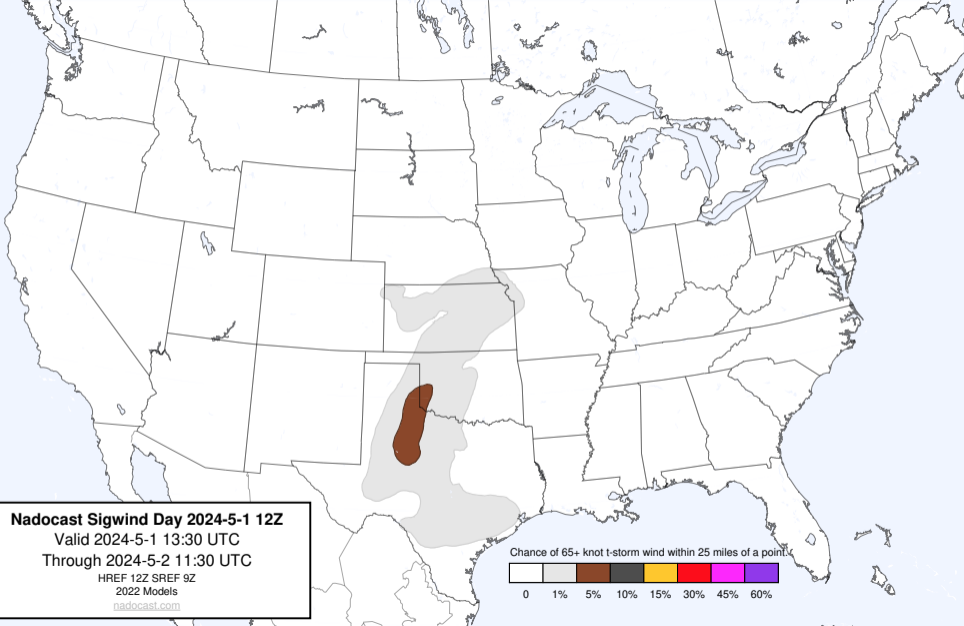 Nadocast Sigwind Day 2024-5-1 12Z
Valid 2024-5-1 13:30 UTC
Through 2024-5-2 11:30 UTC
HREF 12Z SREF 9Z
2022 Models
nadocast.com
Chance of 65+ knot t-storm wind within 25 miles of a point.
0 1% 5% 10% 15% 30% 45% 60%